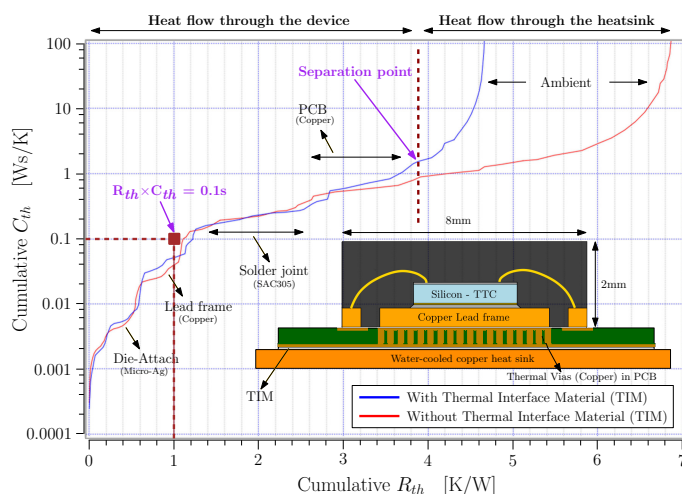 Heat flow through the device
Heat flow through the heatsink
100
10
1
0.1
0.01
0.001
0.0001
Cumulative C_th [Ws/K]
Separation point
Ambient
PCB
(Copper)
R_th×C_th = 0.1s
8mm
Solder joint
(SAC305)
2mm
Lead frame
(Copper)
Silicon - TTC
Copper Lead frame
Die-Attach
(Micro-Ag)
Water-cooled copper heat sink
Thermal Vias (Copper) in PCB
TIM
With Thermal Interface Material (TIM)
Without Thermal Interface Material (TIM)
0 1 2 3 4 5 6 7
Cumulative R_th [K/W]